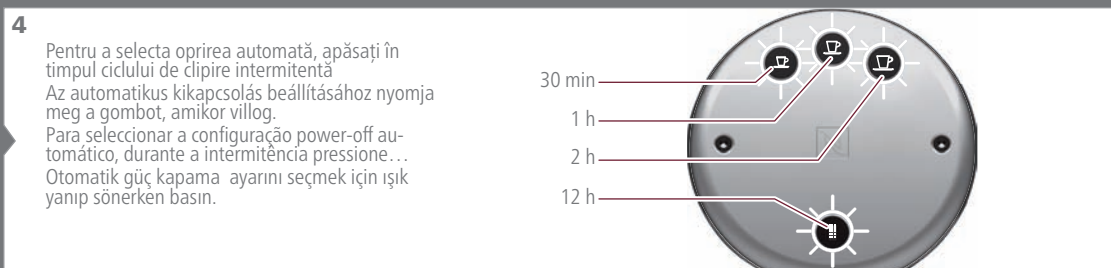 4
Pentru a selecta oprirea automată, apăsați în
timpul ciclului de clipire intermitentă
Az automatikus kikapcsolás beállításához nyomja
meg a gombot, amikor villog.
Para seleccionar a configuração power-off au-
tomático, durante a intermitência pressione…
Otomatik güç kapama ayarını seçmek için ışık
yanıp sönerken basın.
30 min
1 h
2 h
12 h